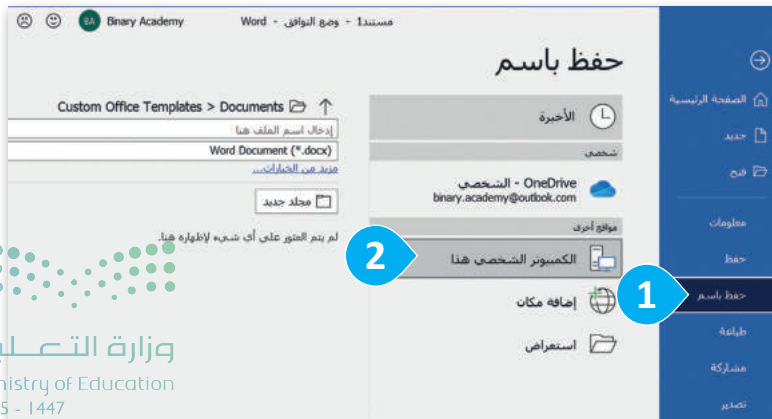 مستند1 - وضع التوافق - Word
Binary Academy
BA
حفظ باسم
الصفحة الرئيسية
جديد
فتح
معلومات
حفظ
حفظ باسم
طباعة
مشاركة
تصدير
1
الأخيرة
شخصي
OneDrive - الشخصي
binary.academy@outlook.com
مواقع أخرى
الكمبيوتر الشخصي هذا
2
إضافة مكان
استعراض
Custom Office Templates > Documents
إدخال اسم الملف هنا
Word Document (*.docx)
مزيد من الخيارات...
مجلد جديد
لم يتم العثور على أي شيء لإظهاره هنا.
وزارة التعـــلي
nistry of Education
5 - 1447